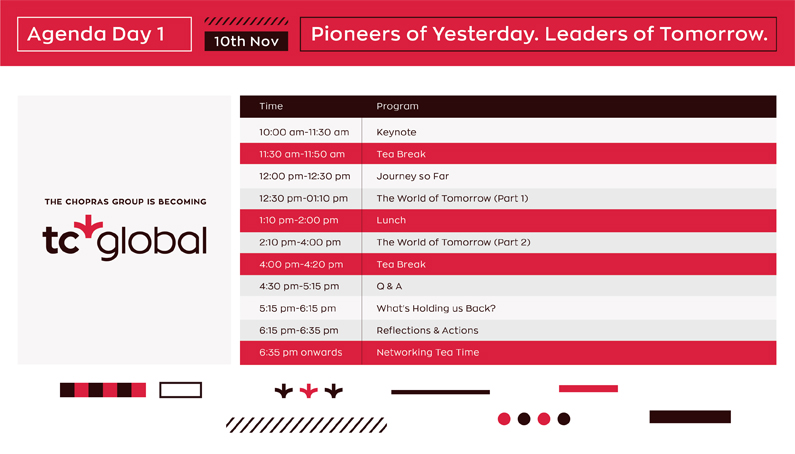 Agenda Day 1
10th Nov
Pioneers of Yesterday. Leaders of Tomorrow.
THE CHOPRAS GROUP IS BECOMING
tc global
Time Program
10:00 am-11:30 am Keynote
11:30 am-11:50 am Tea Break
12:00 pm-12:30 pm Journey so Far
12:30 pm-01:10 pm The World of Tomorrow (Part 1)
1:10 pm-2:00 pm Lunch
2:10 pm-4:00 pm The World of Tomorrow (Part 2)
4:00 pm-4:20 pm Tea Break
4:30 pm-5:15 pm Q & A
5:15 pm-6:15 pm What's Holding us Back?
6:15 pm-6:35 pm Reflections & Actions
6:35 pm onwards Networking Tea Time